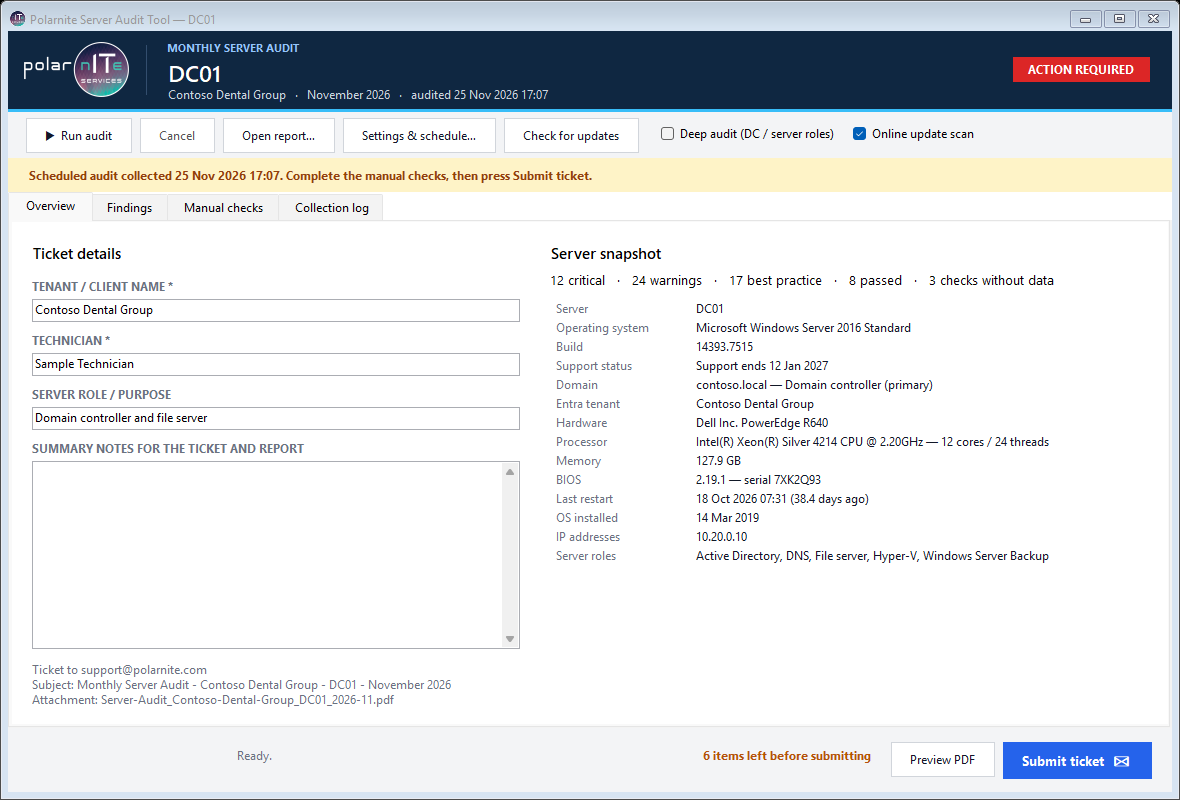 Polarnite Server Audit Tool — DC01
polar nITe SERVICES
MONTHLY SERVER AUDIT
DC01
Contoso Dental Group · November 2026 · audited 25 Nov 2026 17:07
ACTION REQUIRED
Run audit
Cancel
Open report...
Settings & schedule...
Check for updates
Deep audit (DC / server roles)
Online update scan
Scheduled audit collected 25 Nov 2026 17:07. Complete the manual checks, then press Submit ticket.
Overview
Findings
Manual checks
Collection log
Ticket details
TENANT / CLIENT NAME *
Contoso Dental Group
TECHNICIAN *
Sample Technician
SERVER ROLE / PURPOSE
Domain controller and file server
SUMMARY NOTES FOR THE TICKET AND REPORT
Ticket to support@polarnite.com
Subject: Monthly Server Audit - Contoso Dental Group - DC01 - November 2026
Attachment: Server-Audit_Contoso-Dental-Group_DC01_2026-11.pdf
Server snapshot
12 critical · 24 warnings · 17 best practice · 8 passed · 3 checks without data
Server DC01
Operating system Microsoft Windows Server 2016 Standard
Build 14393.7515
Support status Support ends 12 Jan 2027
Domain contoso.local — Domain controller (primary)
Entra tenant Contoso Dental Group
Hardware Dell Inc. PowerEdge R640
Processor Intel(R) Xeon(R) Silver 4214 CPU @ 2.20GHz — 12 cores / 24 threads
Memory 127.9 GB
BIOS 2.19.1 — serial 7XK2Q93
Last restart 18 Oct 2026 07:31 (38.4 days ago)
OS installed 14 Mar 2019
IP addresses 10.20.0.10
Server roles Active Directory, DNS, File server, Hyper-V, Windows Server Backup
Ready.
6 items left before submitting
Preview PDF
Submit ticket